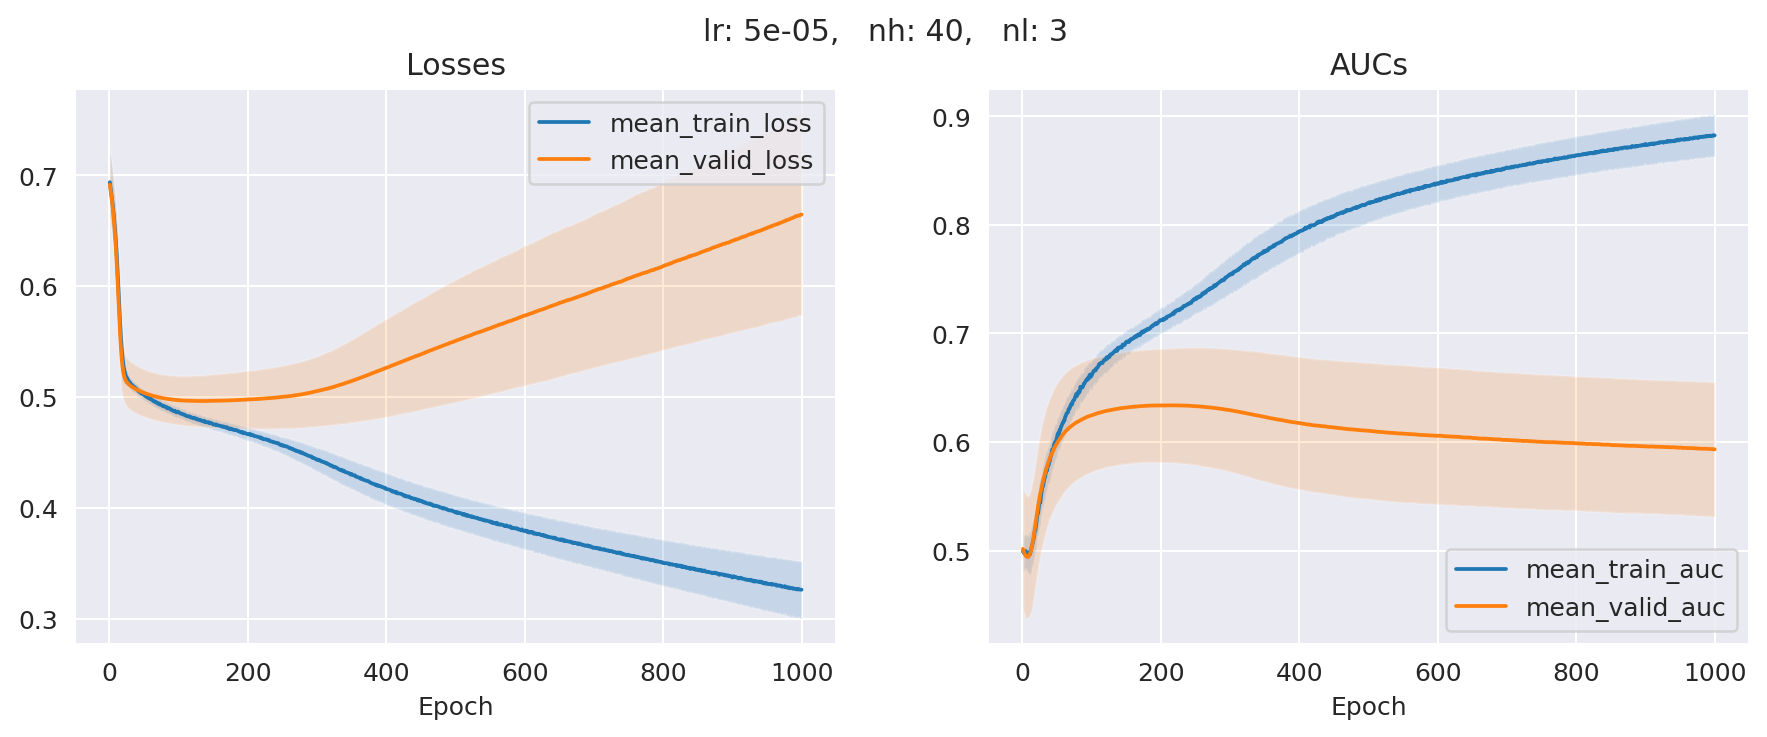 lr: 5e-05,   nh: 40,   nl: 3
Losses
0.7
0.6
0.5
0.4
0.3
mean_train_loss
mean_valid_loss
0 200 400 600 800 1000
Epoch
AUCs
0.9
0.8
0.7
0.6
0.5
mean_train_auc
mean_valid_auc
0 200 400 600 800 1000
Epoch